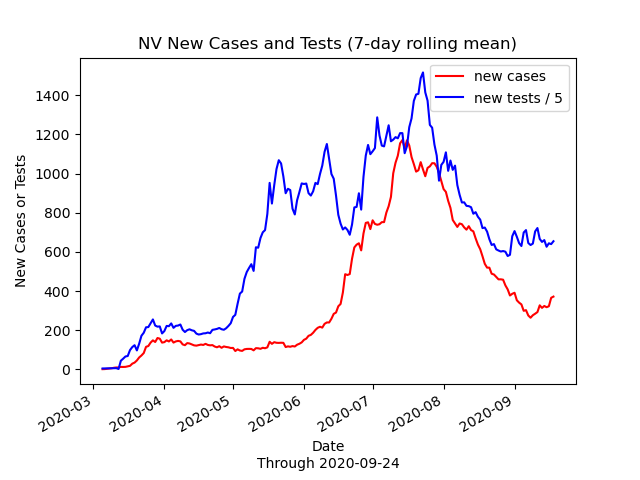 NV New Cases and Tests (7-day rolling mean)
new cases
new tests / 5
New Cases or Tests
1400
1200
1000
800
600
400
200
0
2020-03
2020-04
2020-05
2020-06
2020-07
2020-08
2020-09
Date
Through 2020-09-24